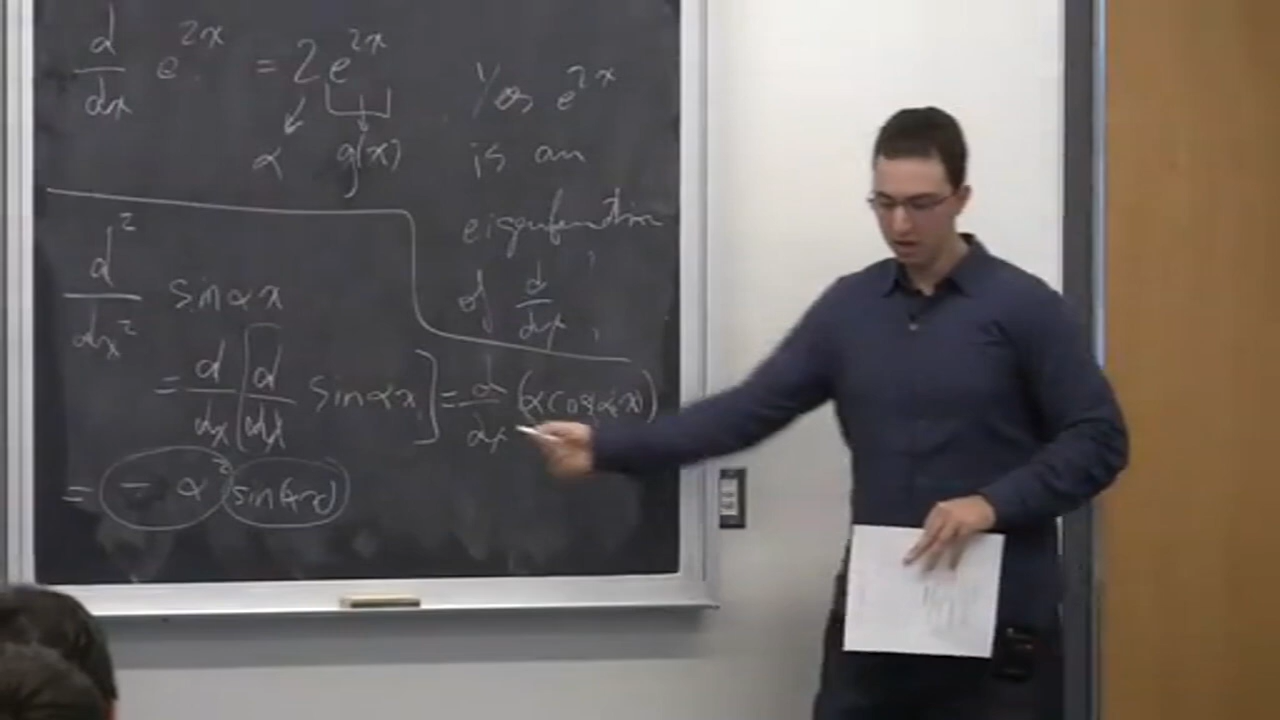 d/dx e^2x = 2e^2x
α g(x)
Yes e^2x
is an
eigenfunction
of d/dx,
d²/dx² sin αx
= d/dx [d/dx sin αx] = d/dx (α cos αx)
= - α² sin(αx)